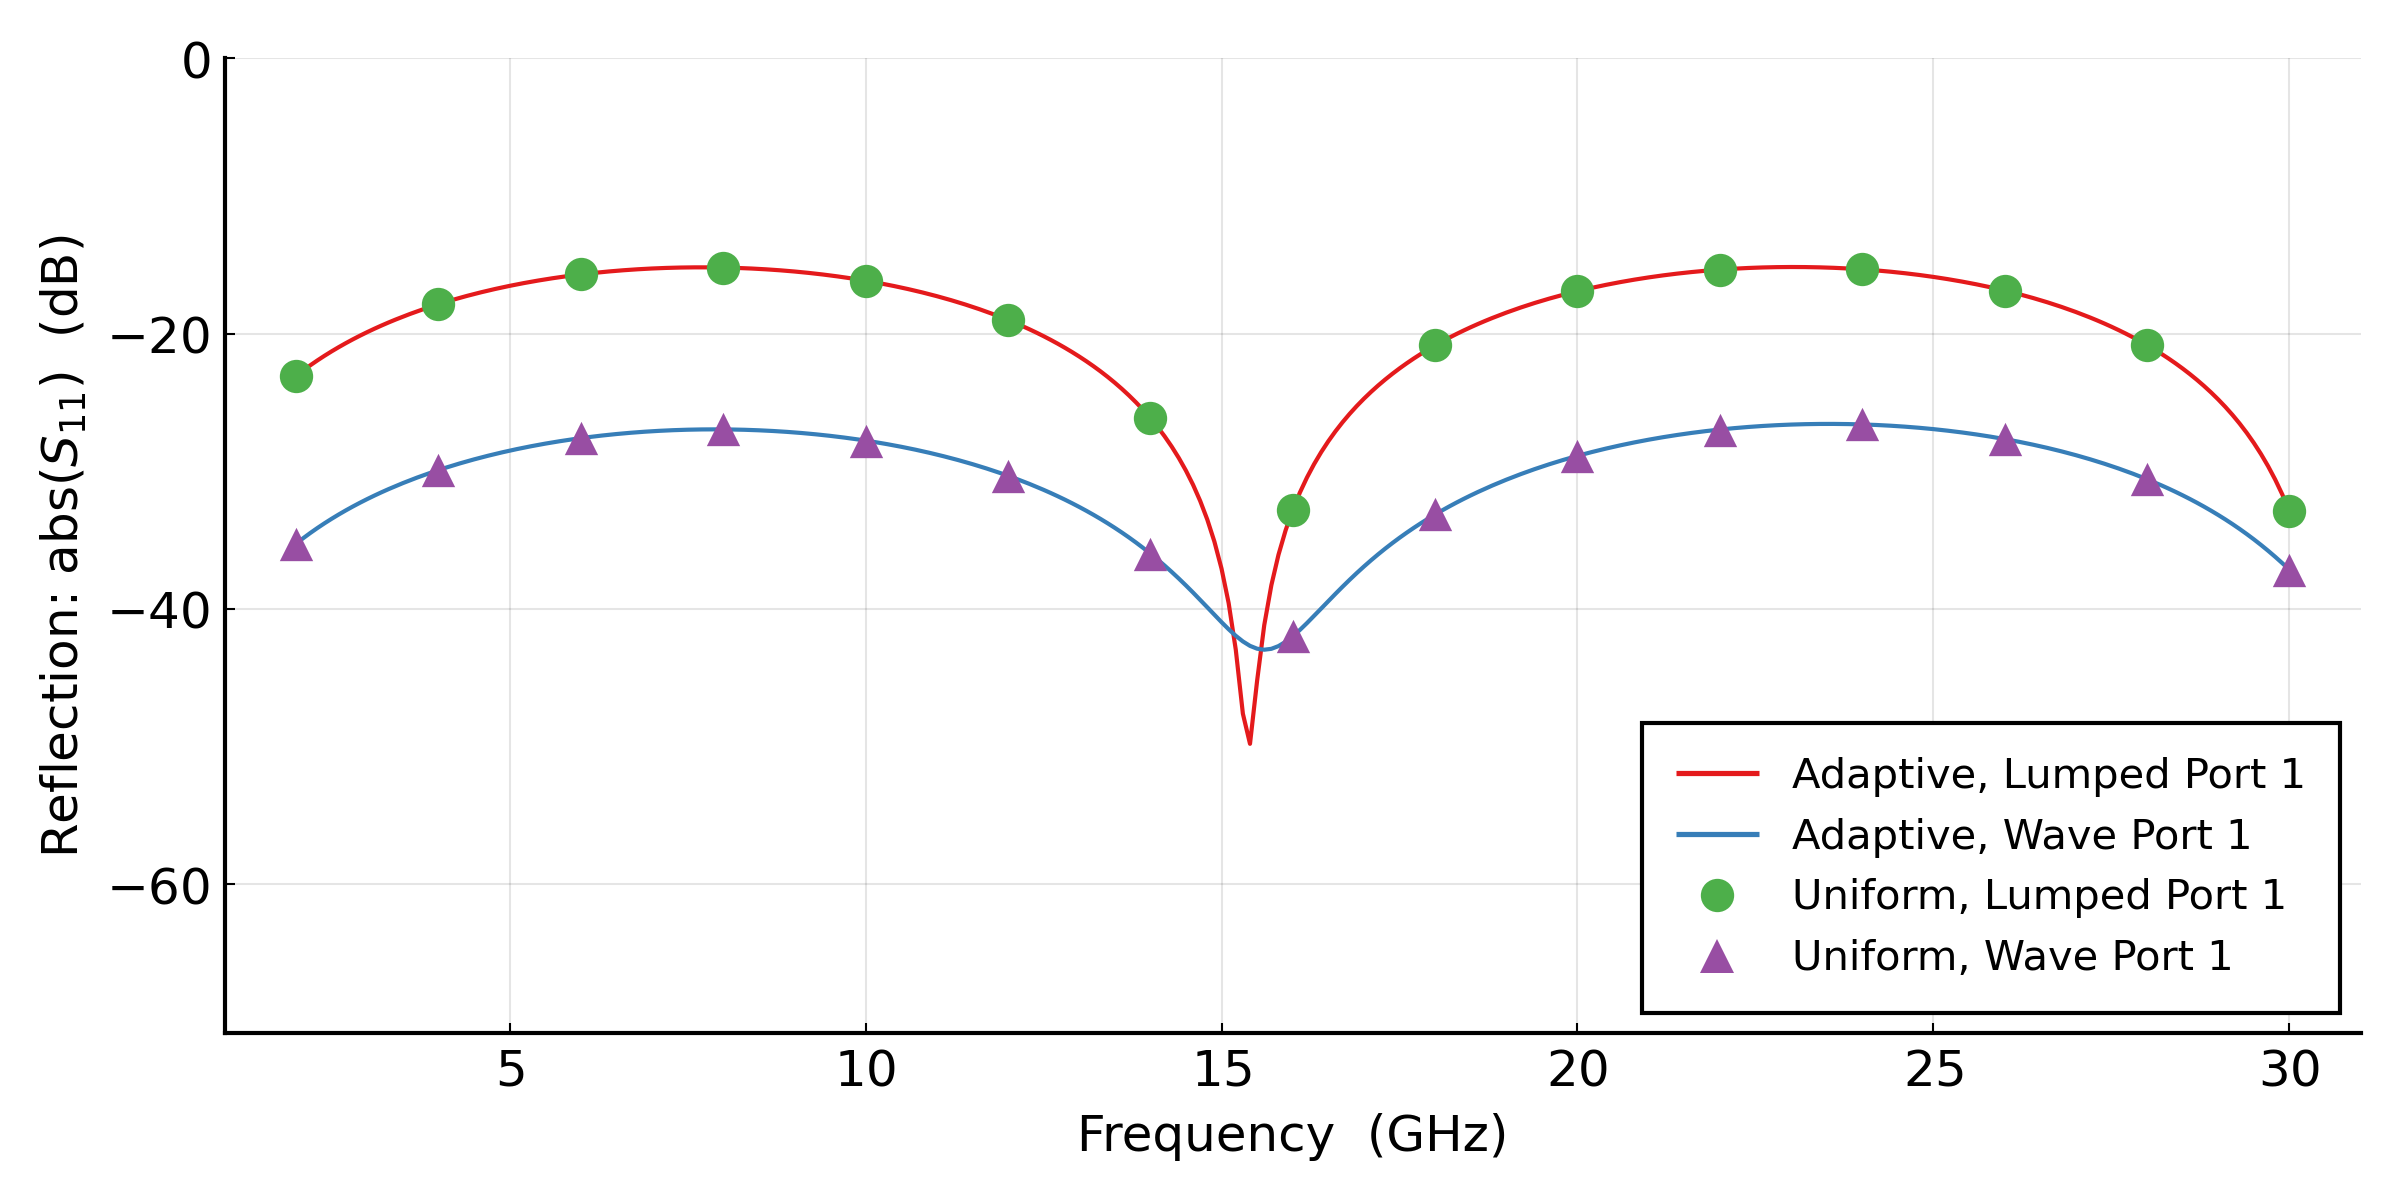 0
−20
−40
−60
Reflection: abs(S₁₁) (dB)
5 10 15 20 25 30
Frequency (GHz)
Adaptive, Lumped Port 1
Adaptive, Wave Port 1
Uniform, Lumped Port 1
Uniform, Wave Port 1